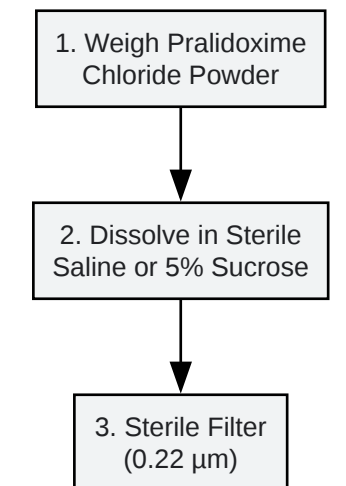 1. Weigh Pralidoxime
Chloride Powder
2. Dissolve in Sterile
Saline or 5% Sucrose
3. Sterile Filter
(0.22 µm)